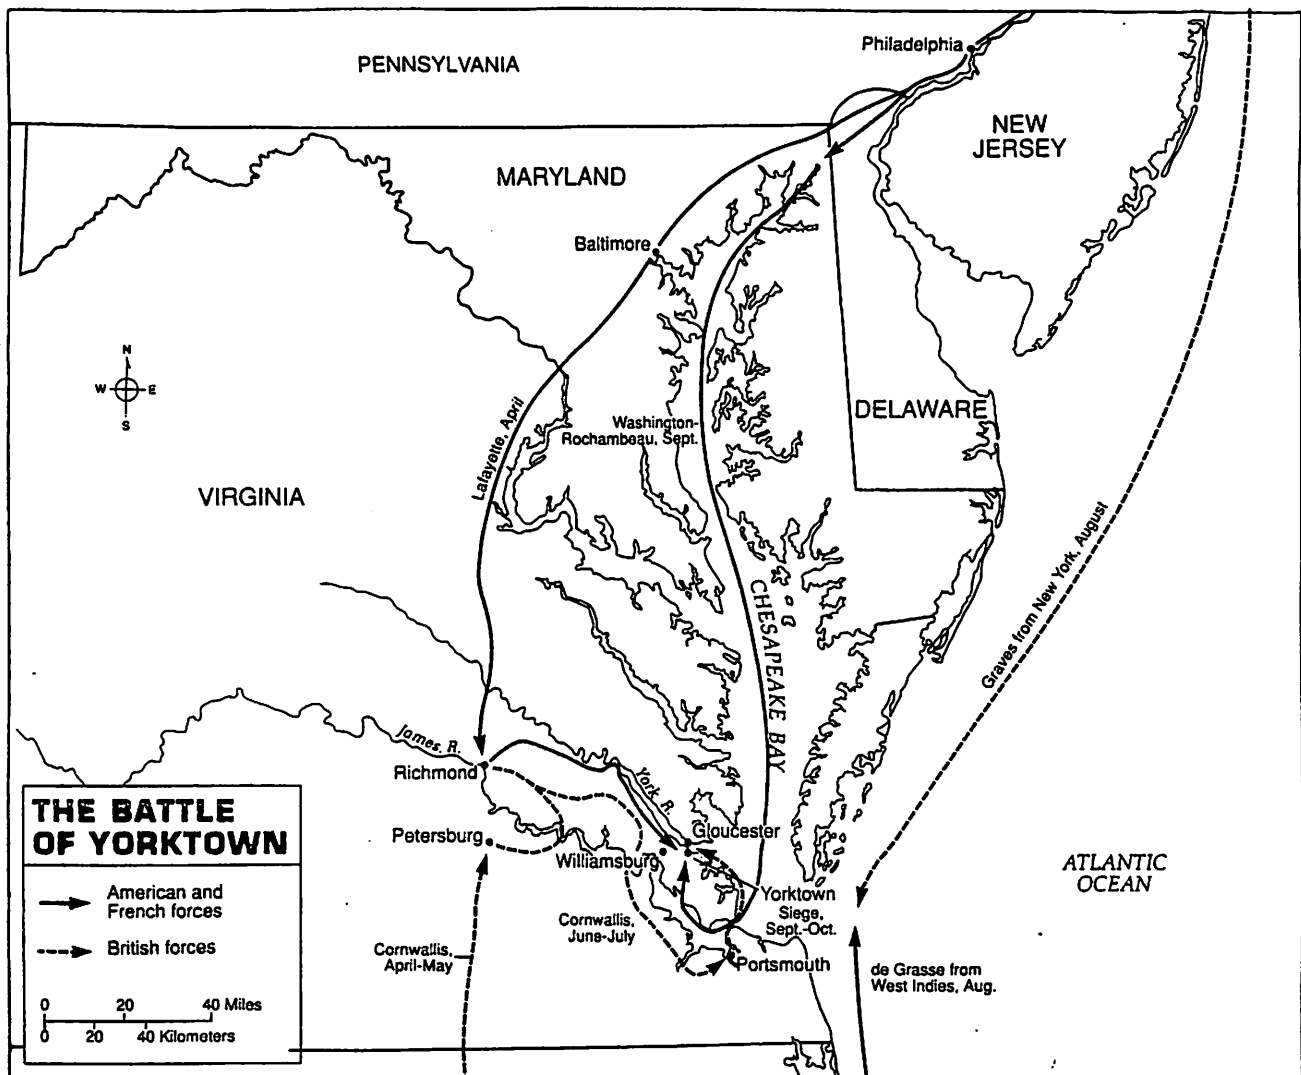 Philadelphia
PENNSYLVANIA
NEW
JERSEY
MARYLAND
Baltimore
N
W
E
S
Lafayette, April
Washington-
Rochambeau, Sept.
DELAWARE
VIRGINIA
Graves from New York, August
CHESAPEAKE BAY
James. R.
Richmond
York R.
THE BATTLE
OF YORKTOWN
Petersburg
Gloucester
Williamsburg
ATLANTIC
OCEAN
American and
French forces
Yorktown
Siege,
Sept.-Oct.
Cornwallis,
June-July
British forces
Cornwallis,
April-May
Portsmouth
de Grasse from
West Indies, Aug.
0 20 40 Miles
0 20 40 Kilometers